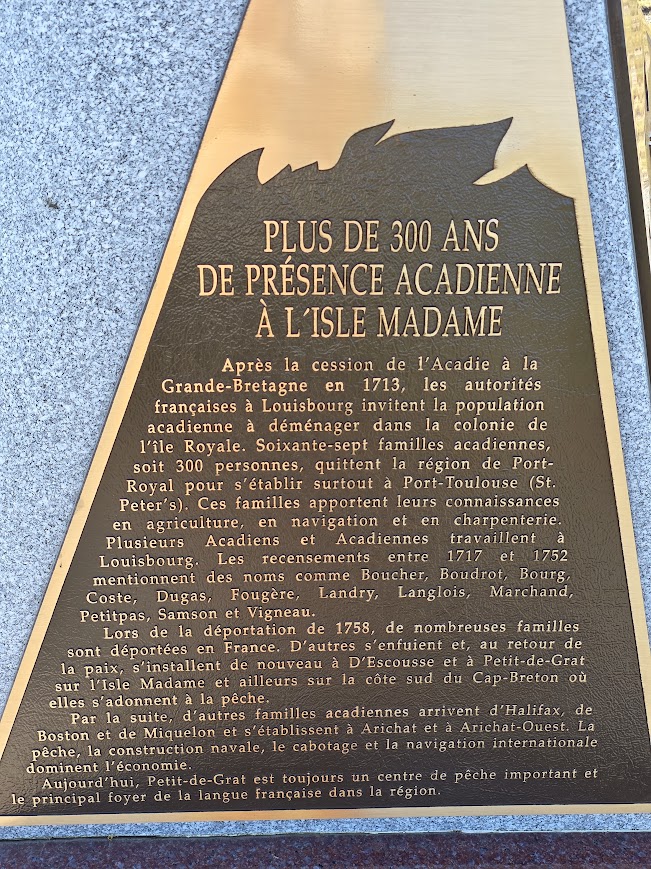 PLUS DE 300 ANS
DE PRÉSENCE ACADIENNE
À L'ISLE MADAME
Après la cession de l'Acadie à la
Grande-Bretagne en 1713, les autorités
françaises à Louisbourg invitent la population
acadienne à déménager dans la colonie de
l'île Royale. Soixante-sept familles acadiennes,
soit 300 personnes, quittent la région de Port-
Royal pour s'établir surtout à Port-Toulouse (St.
Peter's). Ces familles apportent leurs connaissances
en agriculture, en navigation et en charpenterie.
Plusieurs Acadiens et Acadiennes travaillent à
Louisbourg. Les recensements entre 1717 et 1752
mentionnent des noms comme Boucher, Boudrot, Bourg,
Coste, Dugas, Fougère, Landry, Langlois, Marchand,
Petitpas, Samson et Vigneau.
Lors de la déportation de 1758, de nombreuses familles
sont déportées en France. D'autres s'enfuient et, au retour de
la paix, s'installent de nouveau à D'Escousse et à Petit-de-Grat
sur l'Isle Madame et ailleurs sur la côte sud du Cap-Breton où
elles s'adonnent à la pêche.
Par la suite, d'autres familles acadiennes arrivent d'Halifax, de
Boston et de Miquelon et s'établissent à Arichat et à Arichat-Ouest. La
pêche, la construction navale, le cabotage et la navigation internationale
dominent l'économie.
Aujourd'hui, Petit-de-Grat est toujours un centre de pêche important et
le principal foyer de la langue française dans la région.